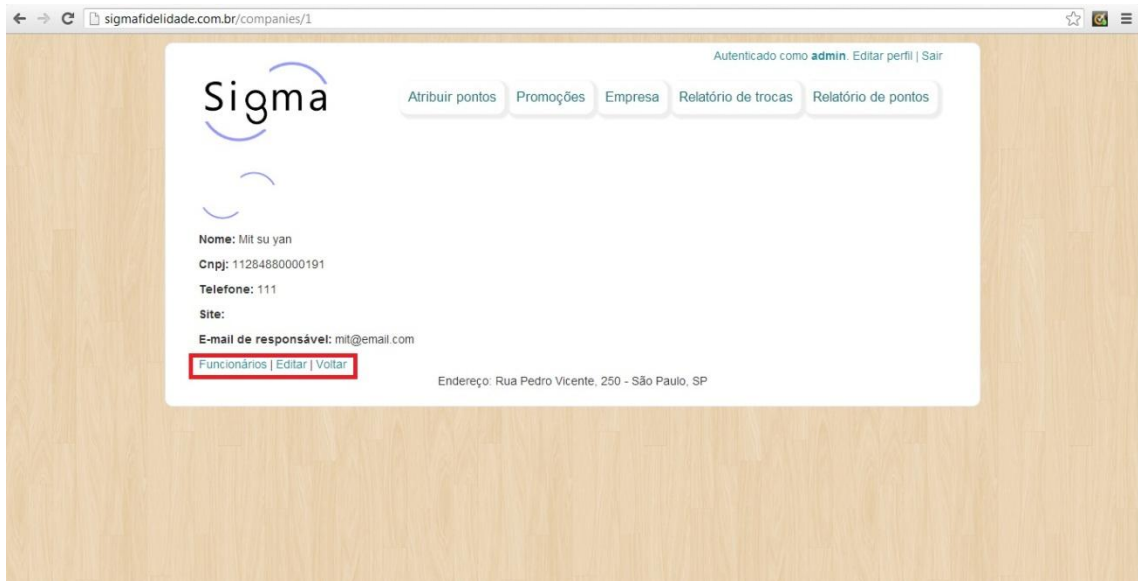 sigmafidelidade.com.br/companies/1
Autenticado como admin. Editar perfil | Sair
Sigma
Atribuir pontos Promoções Empresa Relatório de trocas Relatório de pontos
Nome: Mit su yan
Cnpj: 11284880000191
Telefone: 111
Site:
E-mail de responsável: mit@email.com
Funcionários | Editar | Voltar
Endereço: Rua Pedro Vicente, 250 - São Paulo, SP